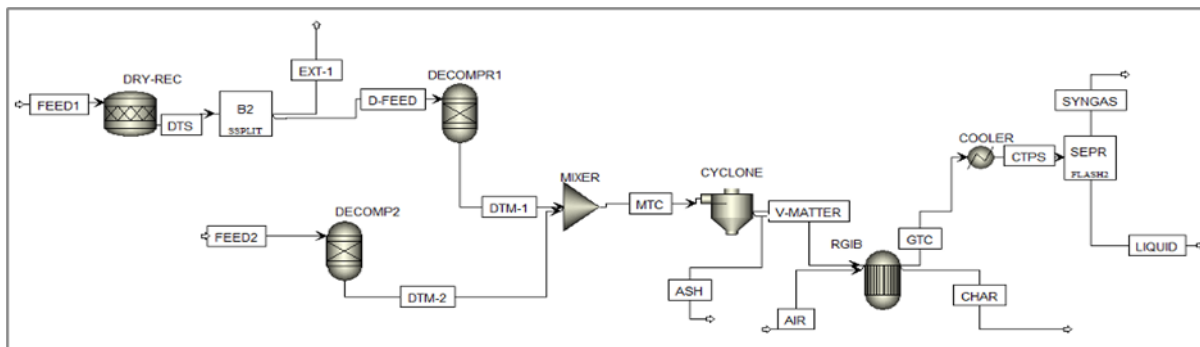 DRY-REC
FEED1
DTS
B2
SSPLIT
EXT-1
D-FEED
DECOMPR1
FEED2
DECOMP2
DTM-1
DTM-2
MIXER
MTC
CYCLONE
V-MATTER
ASH
AIR
RGIB
GTC
CHAR
COOLER
CTPS
SYNGAS
SEPR
FLASH2
LIQUID